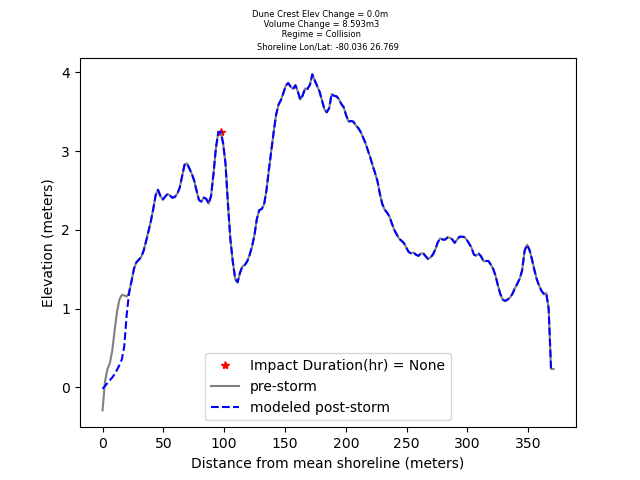 Dune Crest Elev Change = 0.0m
Volume Change = 8.593m3
Regime = Collision
Shoreline Lon/Lat: -80.036 26.769
4
3
2
1
0
Elevation (meters)
Impact Duration(hr) = None
pre-storm
modeled post-storm
0 50 100 150 200 250 300 350
Distance from mean shoreline (meters)